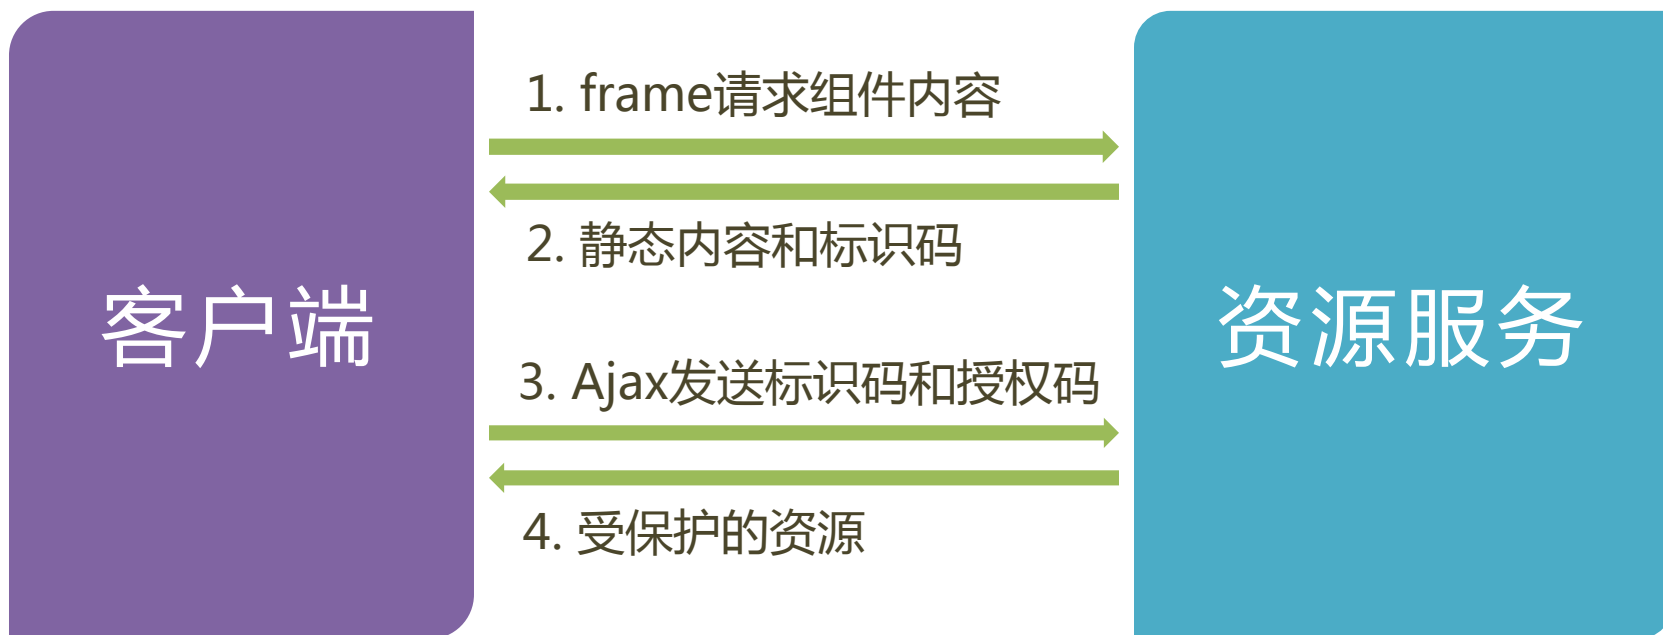 1. frame请求组件内容
2. 静态内容和标识码
客户端
资源服务
3. Ajax发送标识码和授权码
4. 受保护的资源